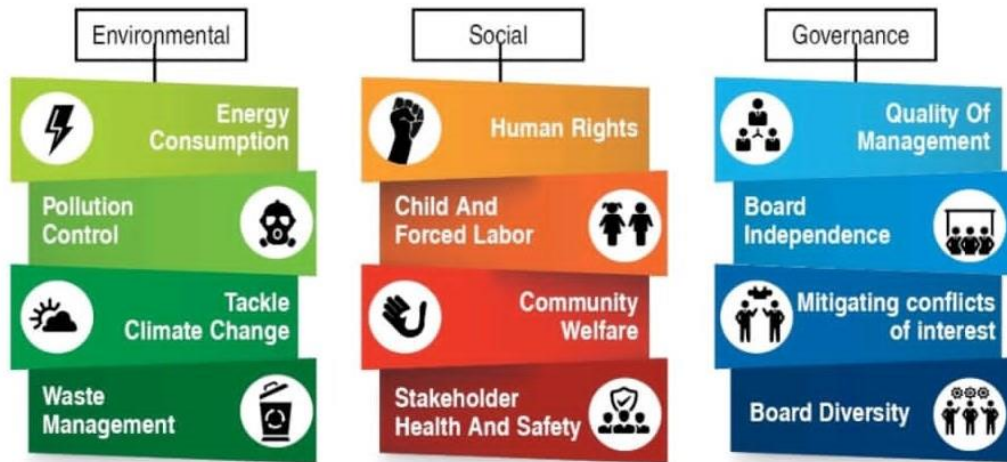 Environmental
Energy
Consumption
Pollution
Control
Tackle
Climate Change
Waste
Management
Social
Human Rights
Child And
Forced Labor
Community
Welfare
Stakeholder
Health And Safety
Governance
Quality Of
Management
Board
Independence
Mitigating conflicts
of interest
Board Diversity